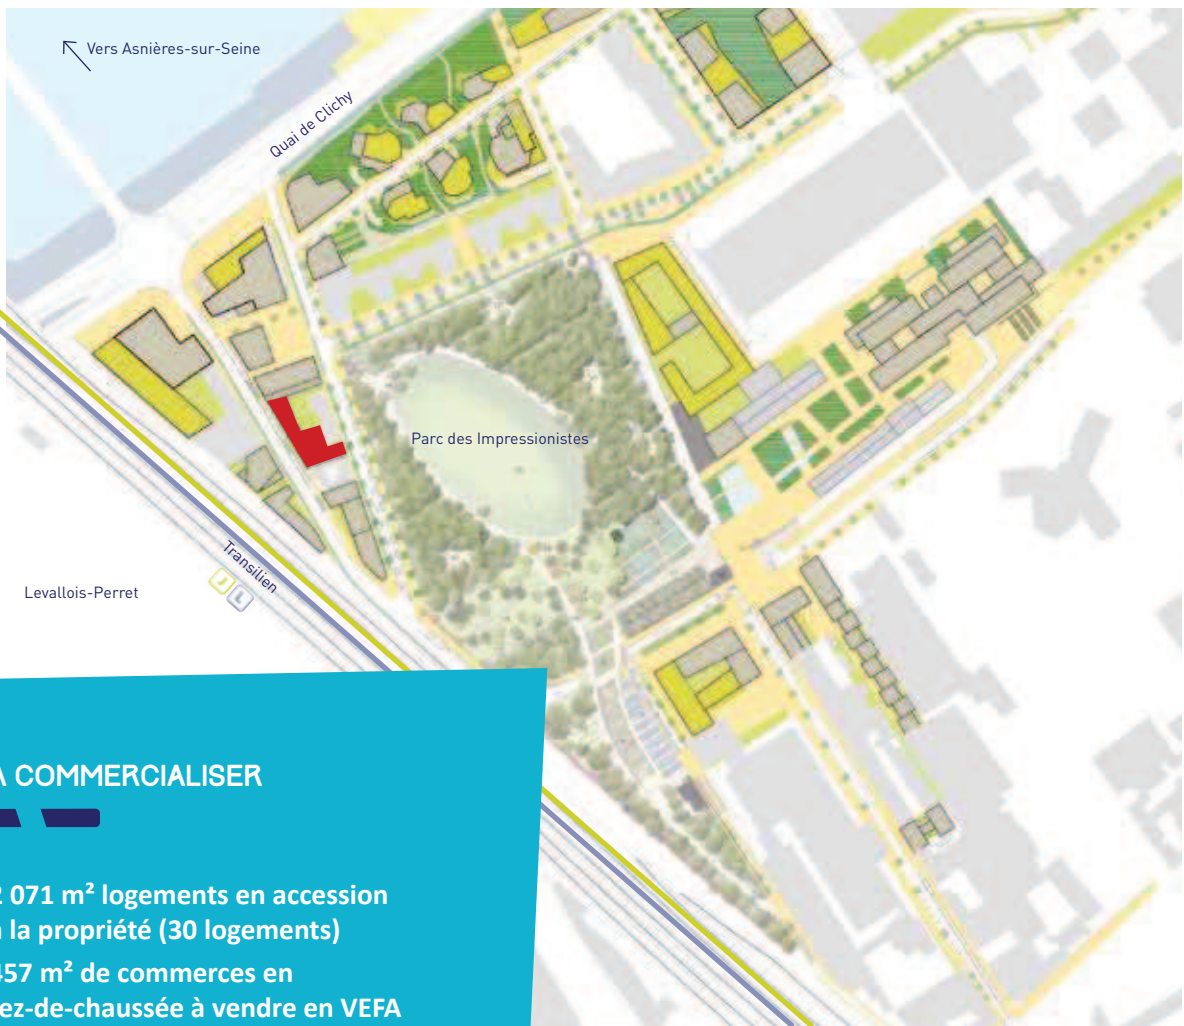 Vers Asnières-sur-Seine
Quai de Clichy
Parc des Impressionistes
Transilien
J L
Levallois-Perret
À COMMERCIALISER
2 071 m² logements en accession
à la propriété (30 logements)
457 m² de commerces en
rez-de-chaussée à vendre en VEFA